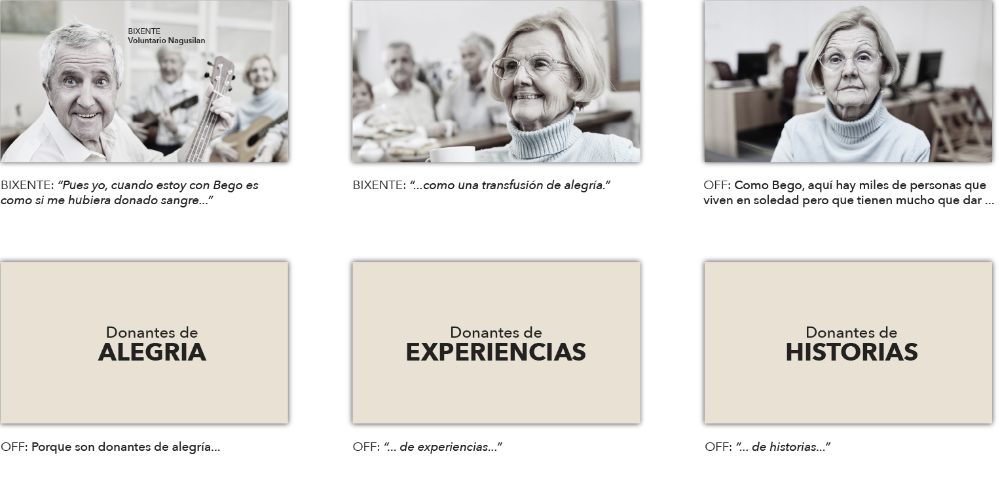 BIXENTE
Voluntario Nagusilan
BIXENTE: “Pues yo, cuando estoy con Bego es
como si me hubiera donado sangre...”
BIXENTE: “...como una transfusión de alegría.”
OFF: Como Bego, aquí hay miles de personas que
viven en soledad pero que tienen mucho que dar ...
Donantes de
ALEGRIA
OFF: Porque son donantes de alegría...
Donantes de
EXPERIENCIAS
OFF: “... de experiencias...”
Donantes de
HISTORIAS
OFF: “... de historias...”